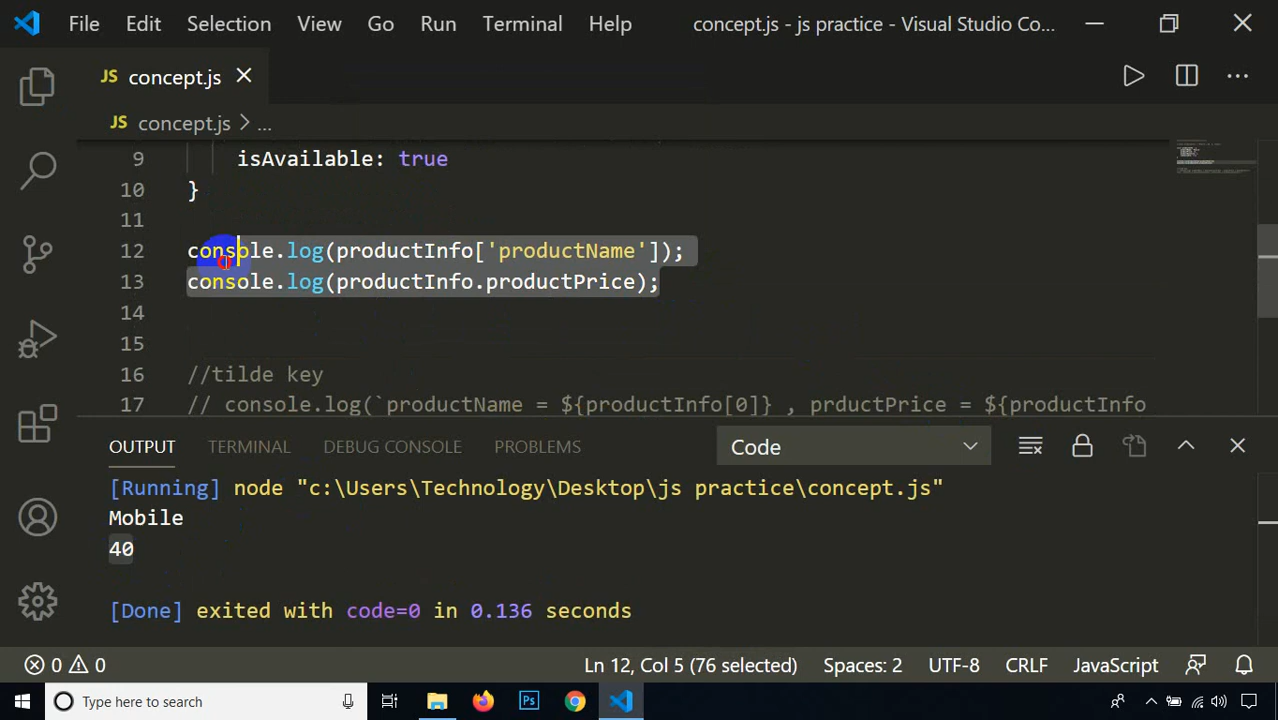 File Edit Selection View Go Run Terminal Help concept.js - js practice - Visual Studio Co...
JS concept.js
JS concept.js > ...
9 isAvailable: true
10 }
11
12 console.log(productInfo['productName']);
13 console.log(productInfo.productPrice);
14
15
16 //tilde key
17 // console.log(`productName = ${productInfo[0]} , prductPrice = ${productInfo
OUTPUT TERMINAL DEBUG CONSOLE PROBLEMS Code
[Running] node "c:\Users\Technology\Desktop\js practice\concept.js"
Mobile
40
[Done] exited with code=0 in 0.136 seconds
0 0 Ln 12, Col 5 (76 selected) Spaces: 2 UTF-8 CRLF JavaScript
Type here to search Ps